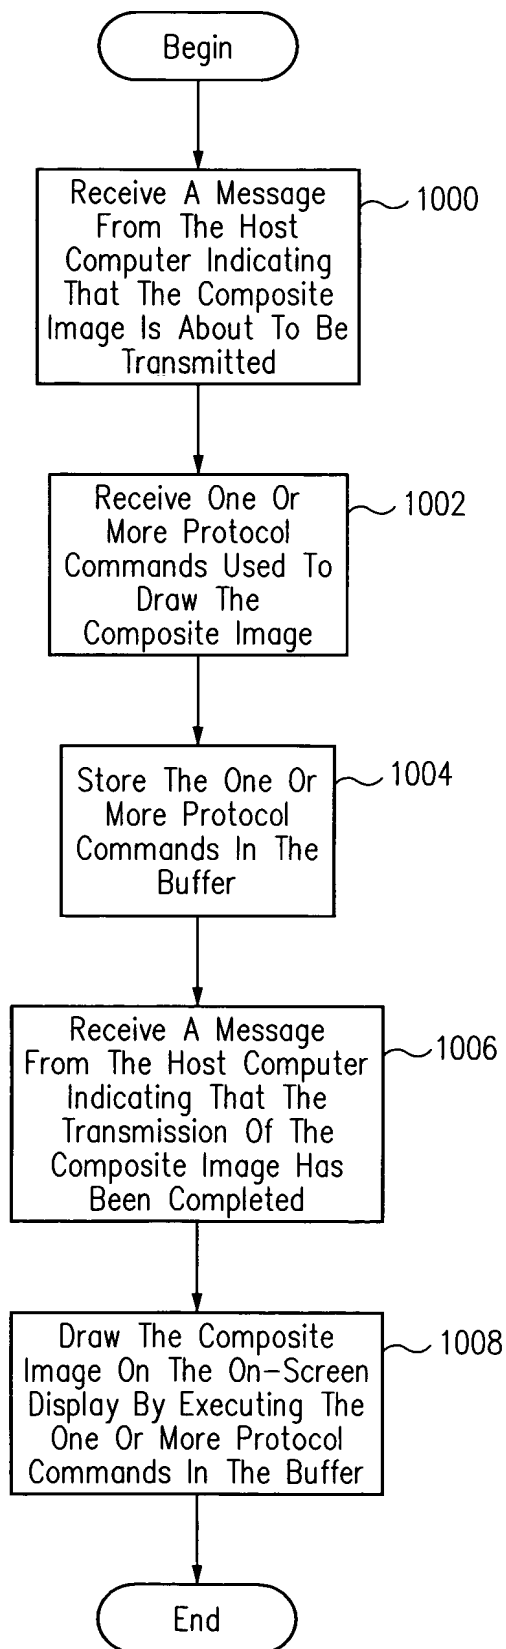 Begin
Receive A Message
From The Host
Computer Indicating
That The Composite
Image Is About To Be
Transmitted
1000
Receive One Or
More Protocol
Commands Used To
Draw The
Composite Image
1002
Store The One Or
More Protocol
Commands In The
Buffer
1004
Receive A Message
From The Host Computer
Indicating That The
Transmission Of The
Composite Image Has
Been Completed
1006
Draw The Composite
Image On The On-Screen
Display By Executing The
One Or More Protocol
Commands In The Buffer
1008
End